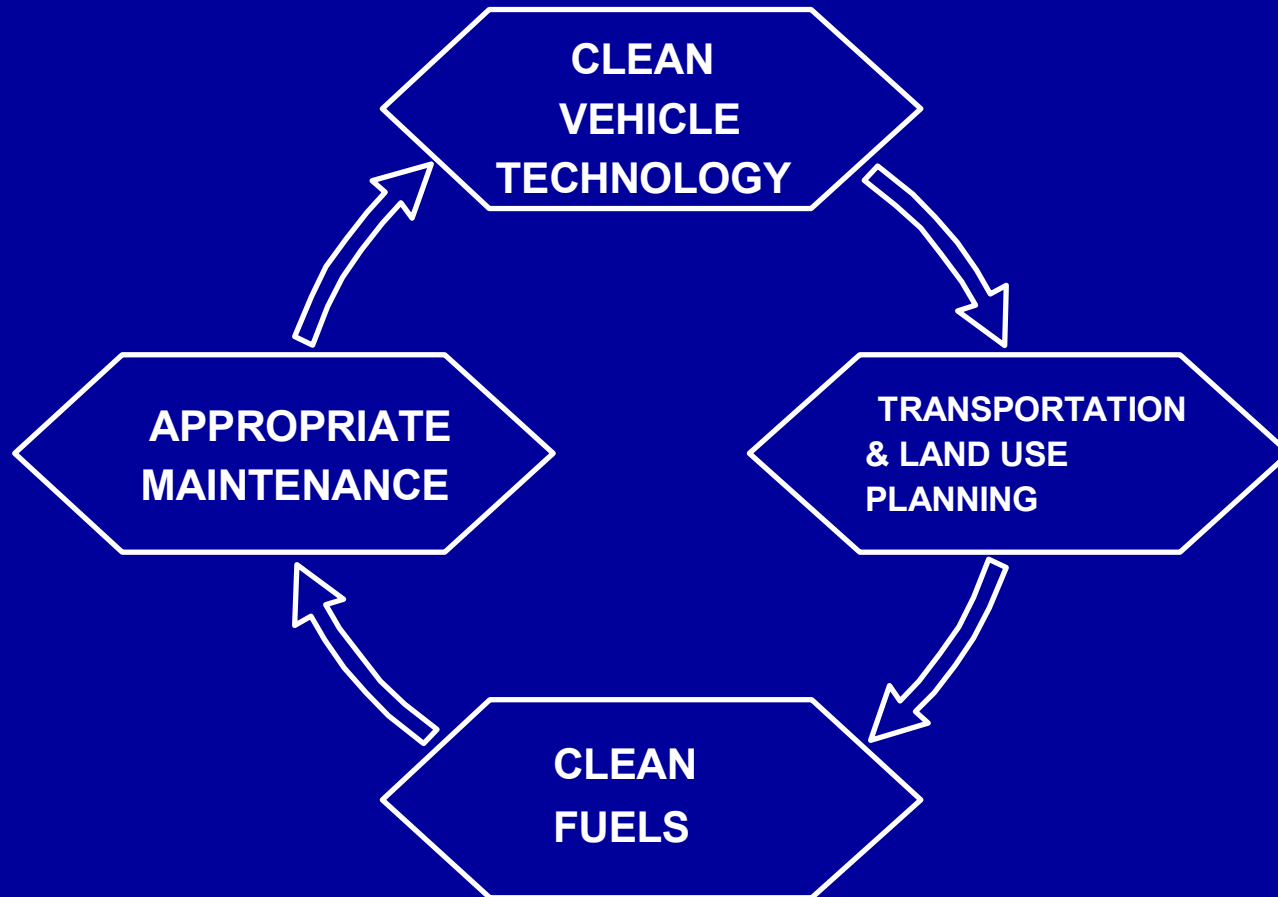 CLEAN
VEHICLE
TECHNOLOGY
TRANSPORTATION
& LAND USE
PLANNING
CLEAN
FUELS
APPROPRIATE
MAINTENANCE